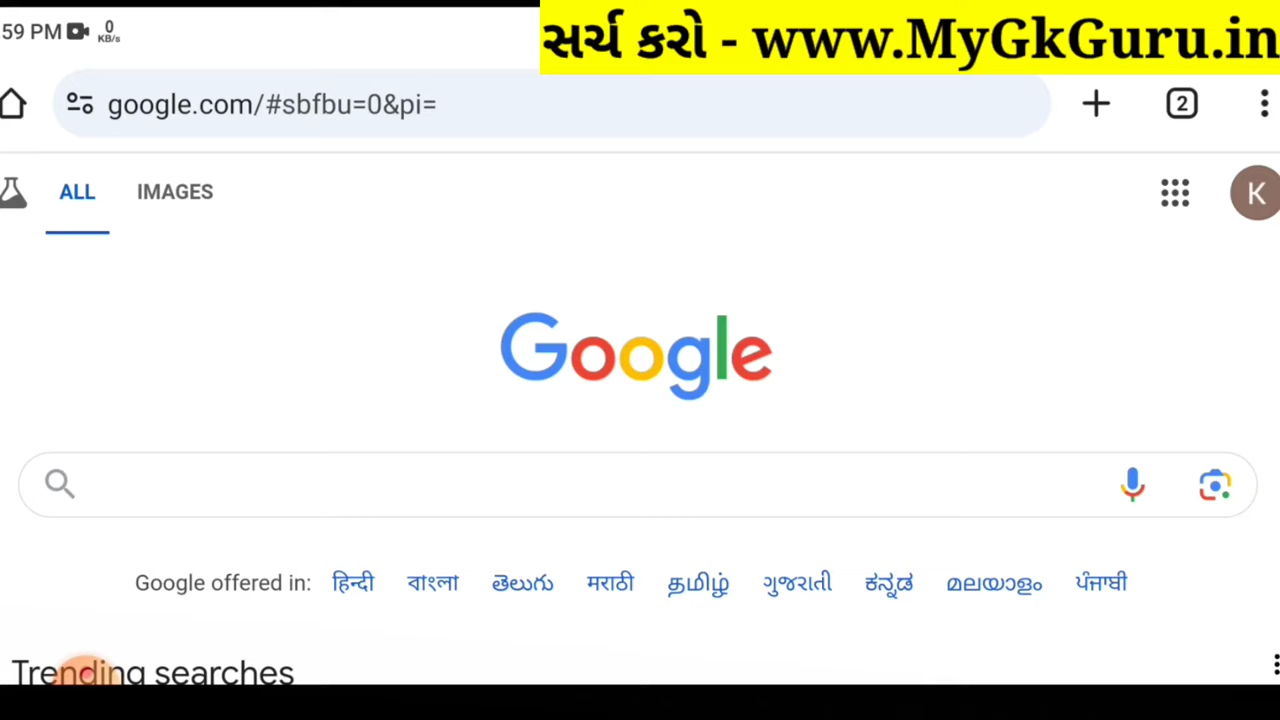 59 PM 0 KB/s
સર્ચ કરો - www.MyGkGuru.in
google.com/#sbfbu=0&pi=
2
ALL IMAGES
K
Google
Google offered in: हिन्दी বাংলা తెలుగు मराठी தமிழ் ગુજરાતી ಕನ್ನಡ മലയാളം ਪੰਜਾਬੀ
Trending searches